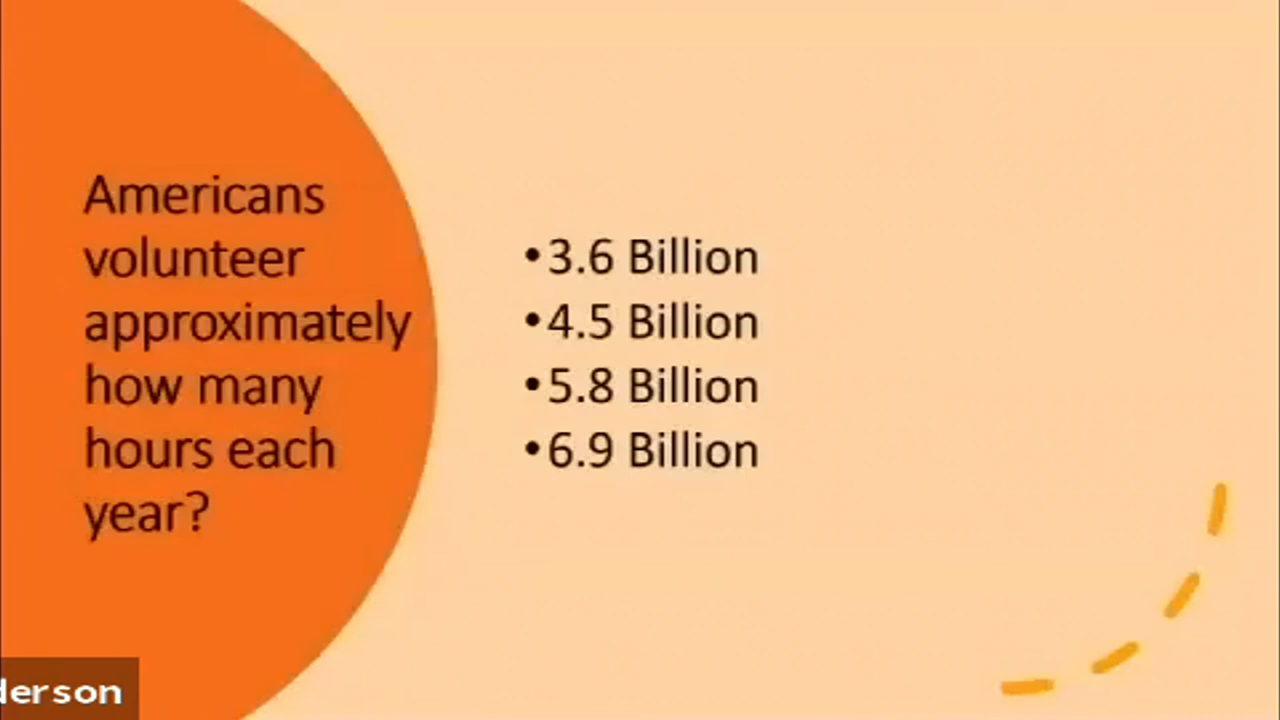 Americans
volunteer
approximately
how many
hours each
year?
•3.6 Billion
•4.5 Billion
•5.8 Billion
•6.9 Billion
derson